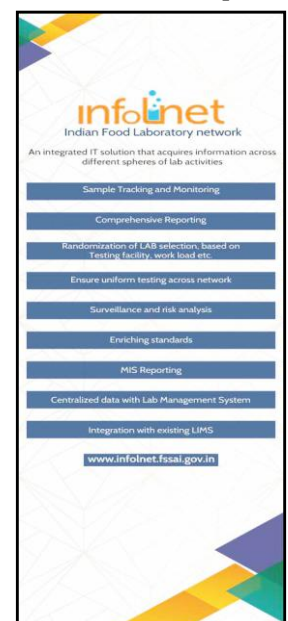 infolnet
Indian Food Laboratory network
An integrated IT solution that acquires information across
different spheres of lab activities
Sample Tracking and Monitoring
Comprehensive Reporting
Randomization of LAB selection, based on
Testing facility, work load etc.
Ensure uniform testing across network
Surveillance and risk analysis
Enriching standards
MIS Reporting
Centralized data with Lab Management System
Integration with existing LIMS
www.infolnet.fssai.gov.in